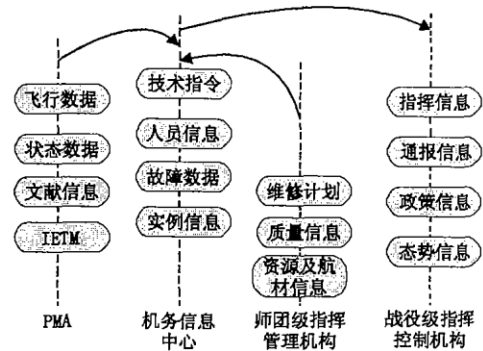 飞行数据
状态数据
文献信息
IETM
PMA
技术指令
人员信息
故障数据
实例信息
机务信息
中心
维修计划
质量信息
资源及航
材信息
师团级指挥
管理机构
指挥信息
通报信息
政策信息
态势信息
战役级指挥
控制机构